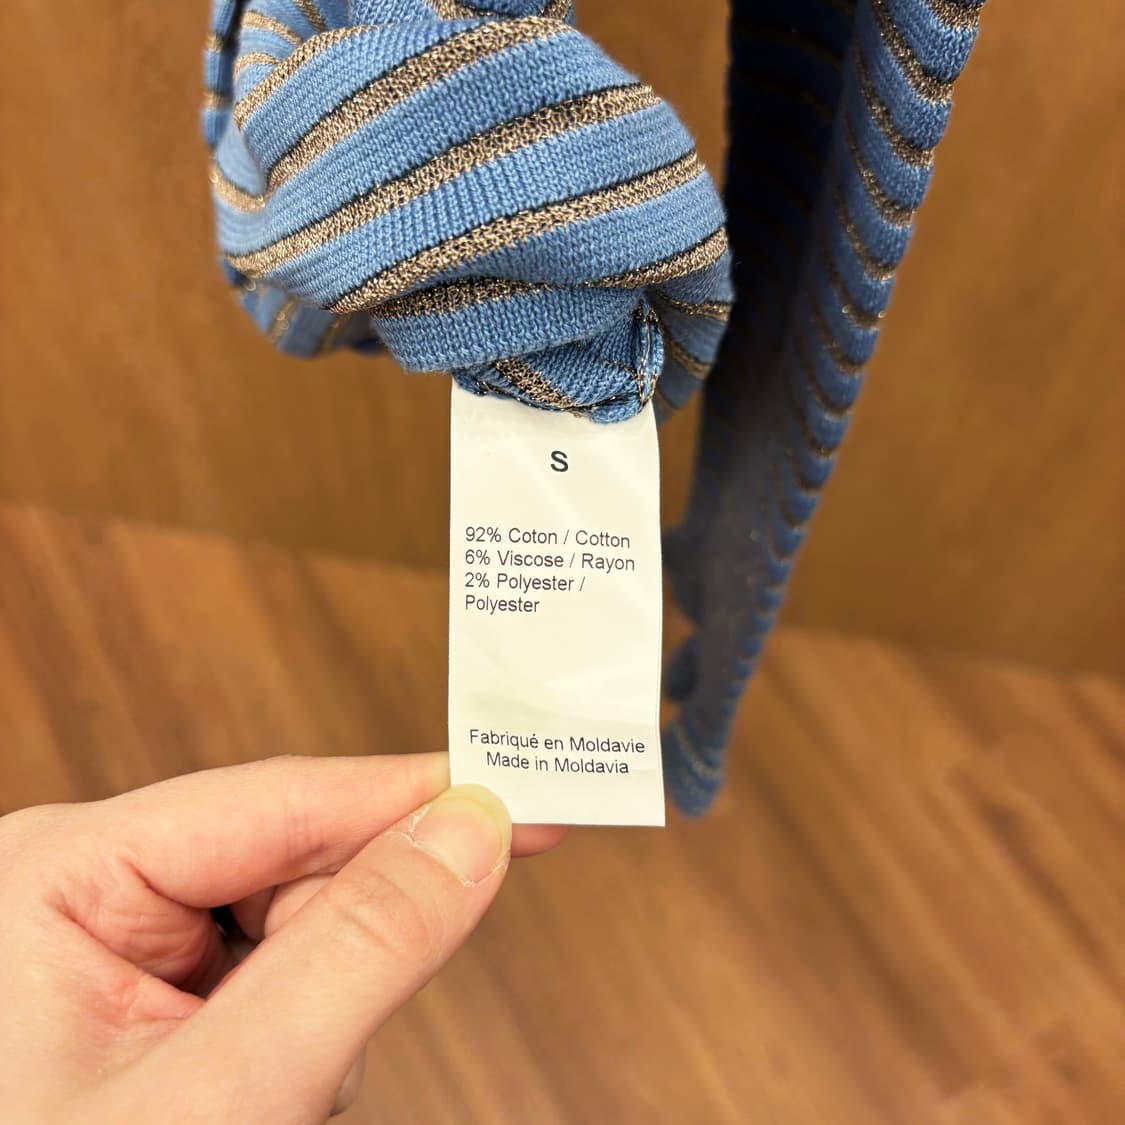 S
92% Coton / Cotton
6% Viscose / Rayon
2% Polyester /
Polyester
Fabriqué en Moldavie
Made in Moldavia